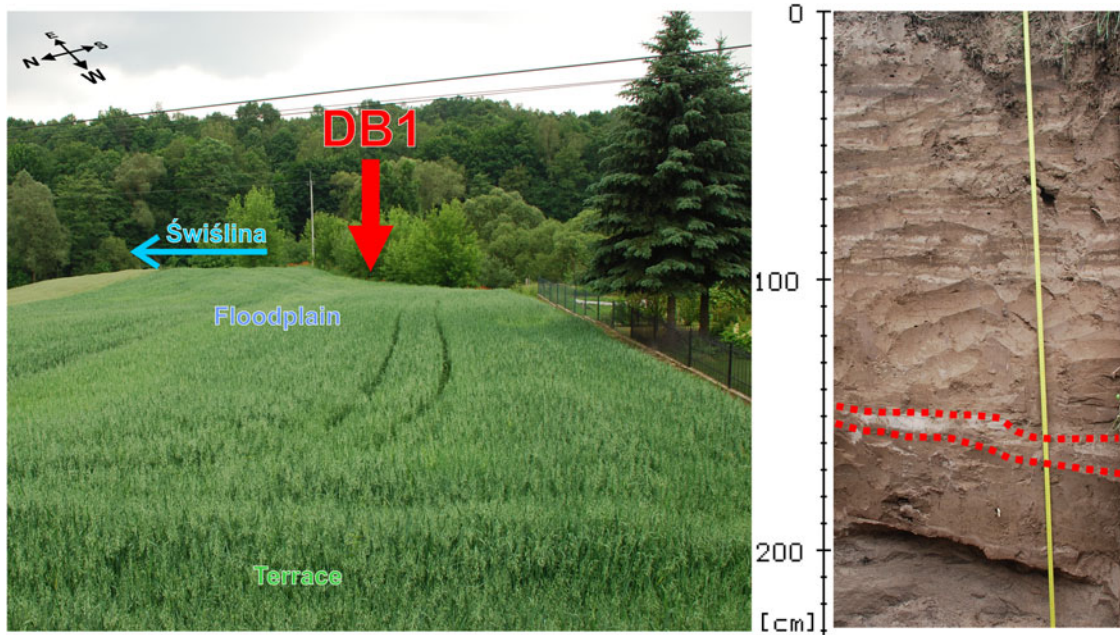 E
S
N
W
DB1
Świślina
Floodplain
Terrace
0
100
200
[cm]